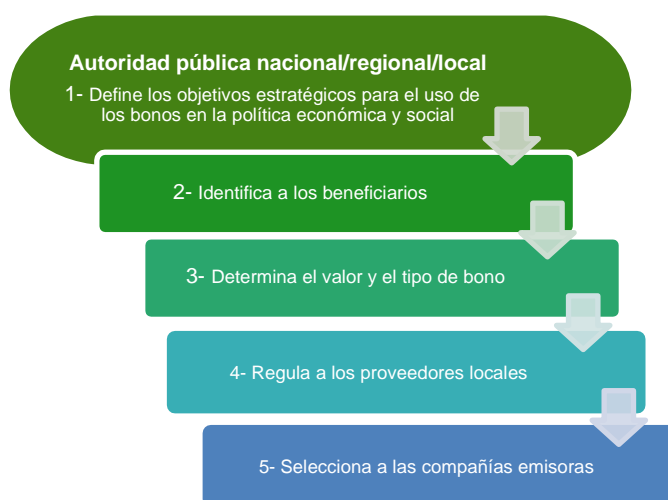 Autoridad pública nacional/regional/local
1- Define los objetivos estratégicos para el uso de
los bonos en la política económica y social
2- Identifica a los beneficiarios
3- Determina el valor y el tipo de bono
4- Regula a los proveedores locales
5- Selecciona a las compañías emisoras